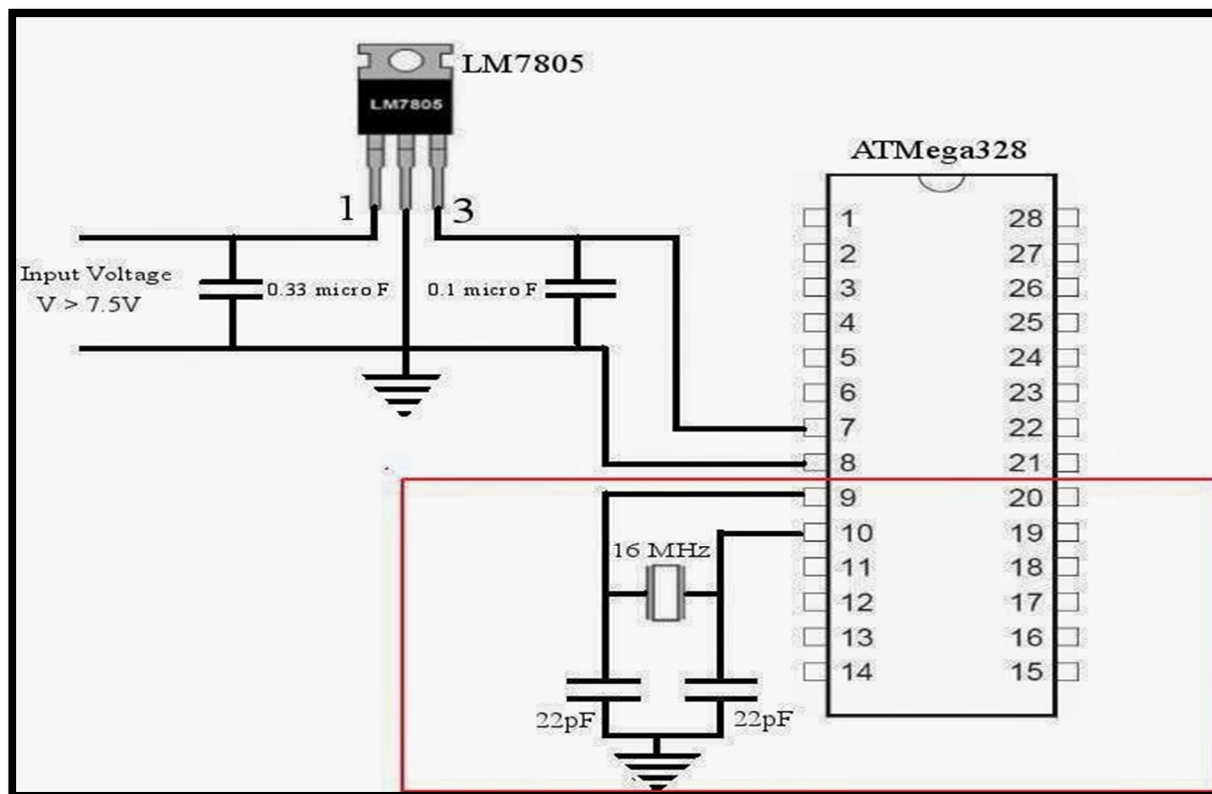 LM7805
LM7805
ATMega328
1
3
Input Voltage
V > 7.5V
0.33 micro F
0.1 micro F
1 28
2 27
3 26
4 25
5 24
6 23
7 22
8 21
9 20
10 19
11 18
12 17
13 16
14 15
16 MHz
22pF
22pF